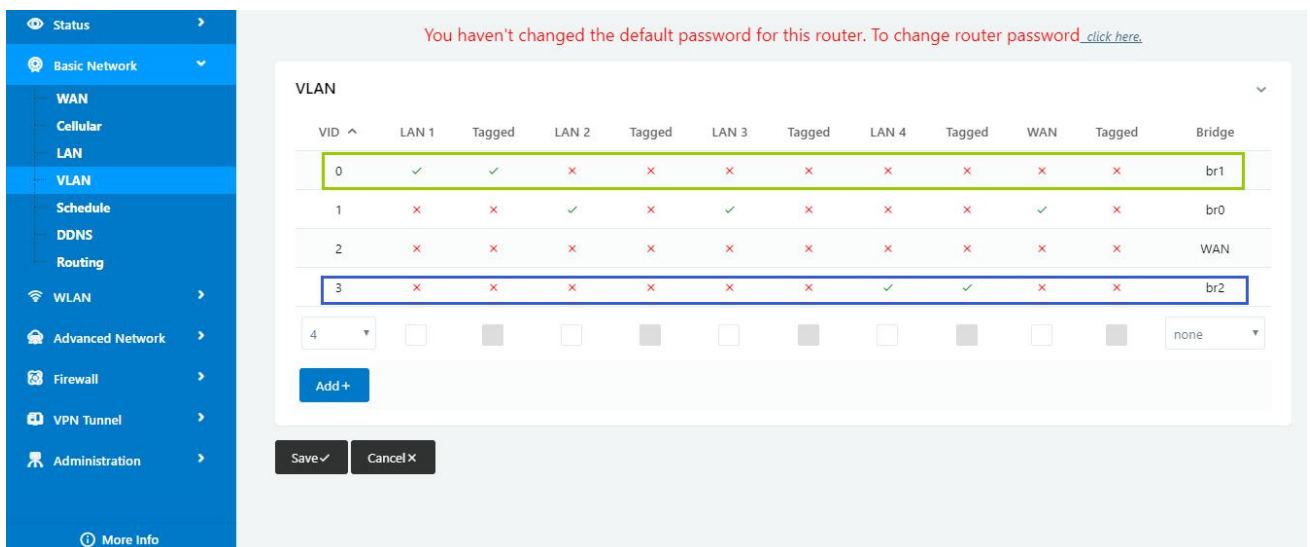 Status
Basic Network
WAN
Cellular
LAN
VLAN
Schedule
DDNS
Routing
WLAN
Advanced Network
Firewall
VPN Tunnel
Administration
More Info
You haven't changed the default password for this router. To change router password click here.
VLAN
VID LAN 1 Tagged LAN 2 Tagged LAN 3 Tagged LAN 4 Tagged WAN Tagged Bridge
0 ✓ ✓ × × × × × × × × br1
1 × × ✓ × ✓ × × × ✓ × br0
2 × × × × × × × × × × WAN
3 × × × × × × ✓ ✓ × × br2
4 none
Add+
Save✓ Cancel×